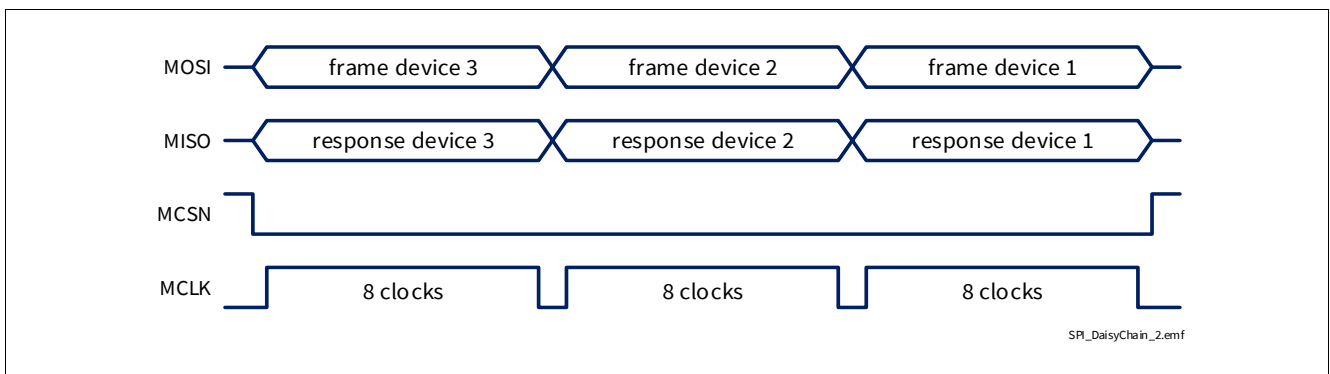 MOSI frame device 3 frame device 2 frame device 1
MISO response device 3 response device 2 response device 1
MCSN
MCLK 8 clocks 8 clocks 8 clocks
SPI_DaisyChain_2.emf